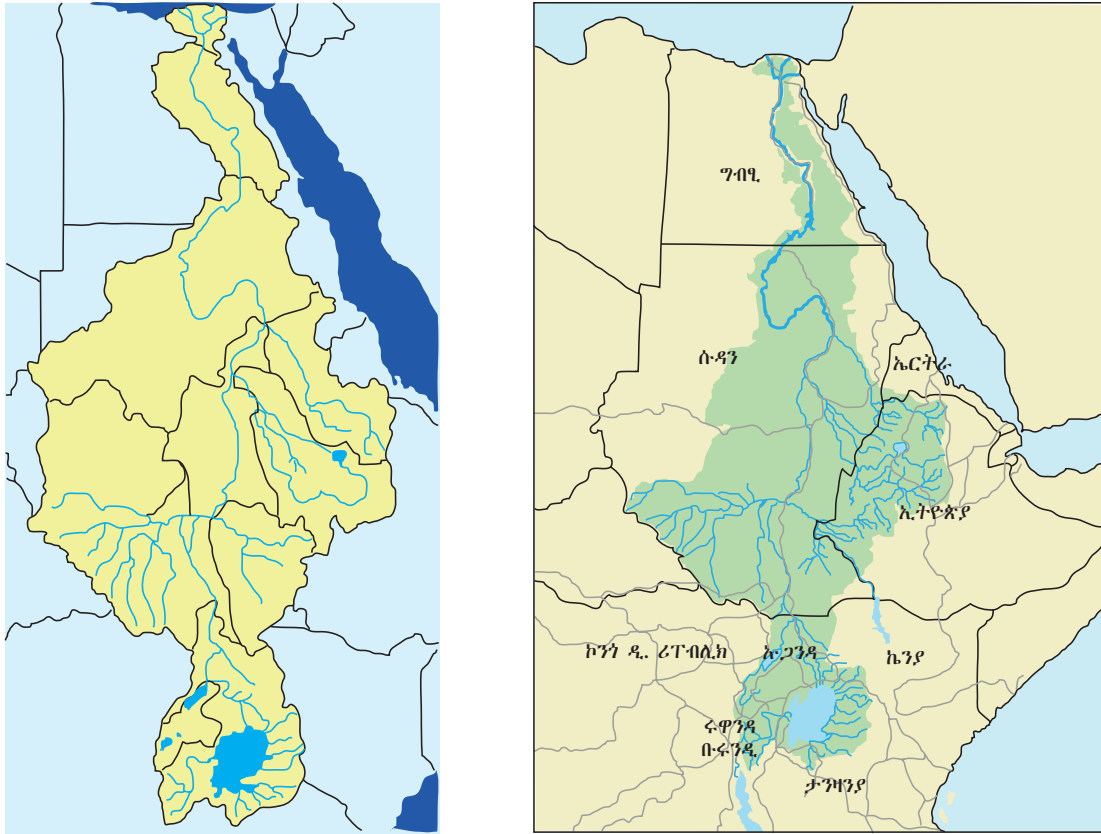 ግብፂ
ሱዳን
ኤርትራ
ኢትዮጵያ
ኮንጎ ዲ. ሪፐብሊክ
ኡጋንዳ
ኬንያ
ሩዋንዳ
ቡሩንዲ
ታንዛንያ